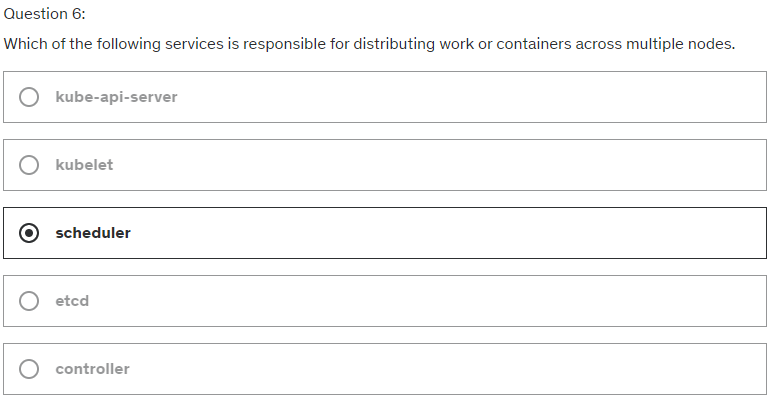 Question 6:
Which of the following services is responsible for distributing work or containers across multiple nodes.
kube-api-server
kubelet
scheduler
etcd
controller